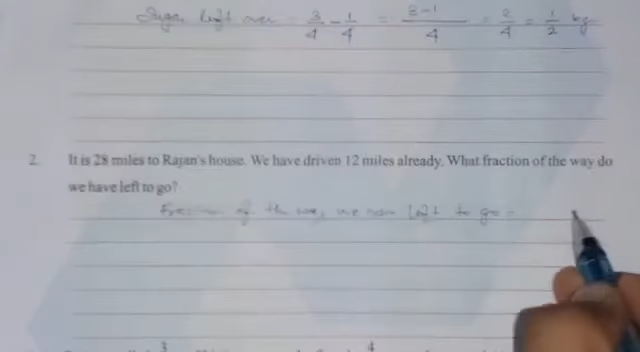 Sugar left over = 3/4 - 1/4 = 3-1/4 = 2/4 = 1/2 kg
2. It is 28 miles to Rajan's house. We have driven 12 miles already. What fraction of the way do
we have left to go?
Fraction of the way, we have left to go =